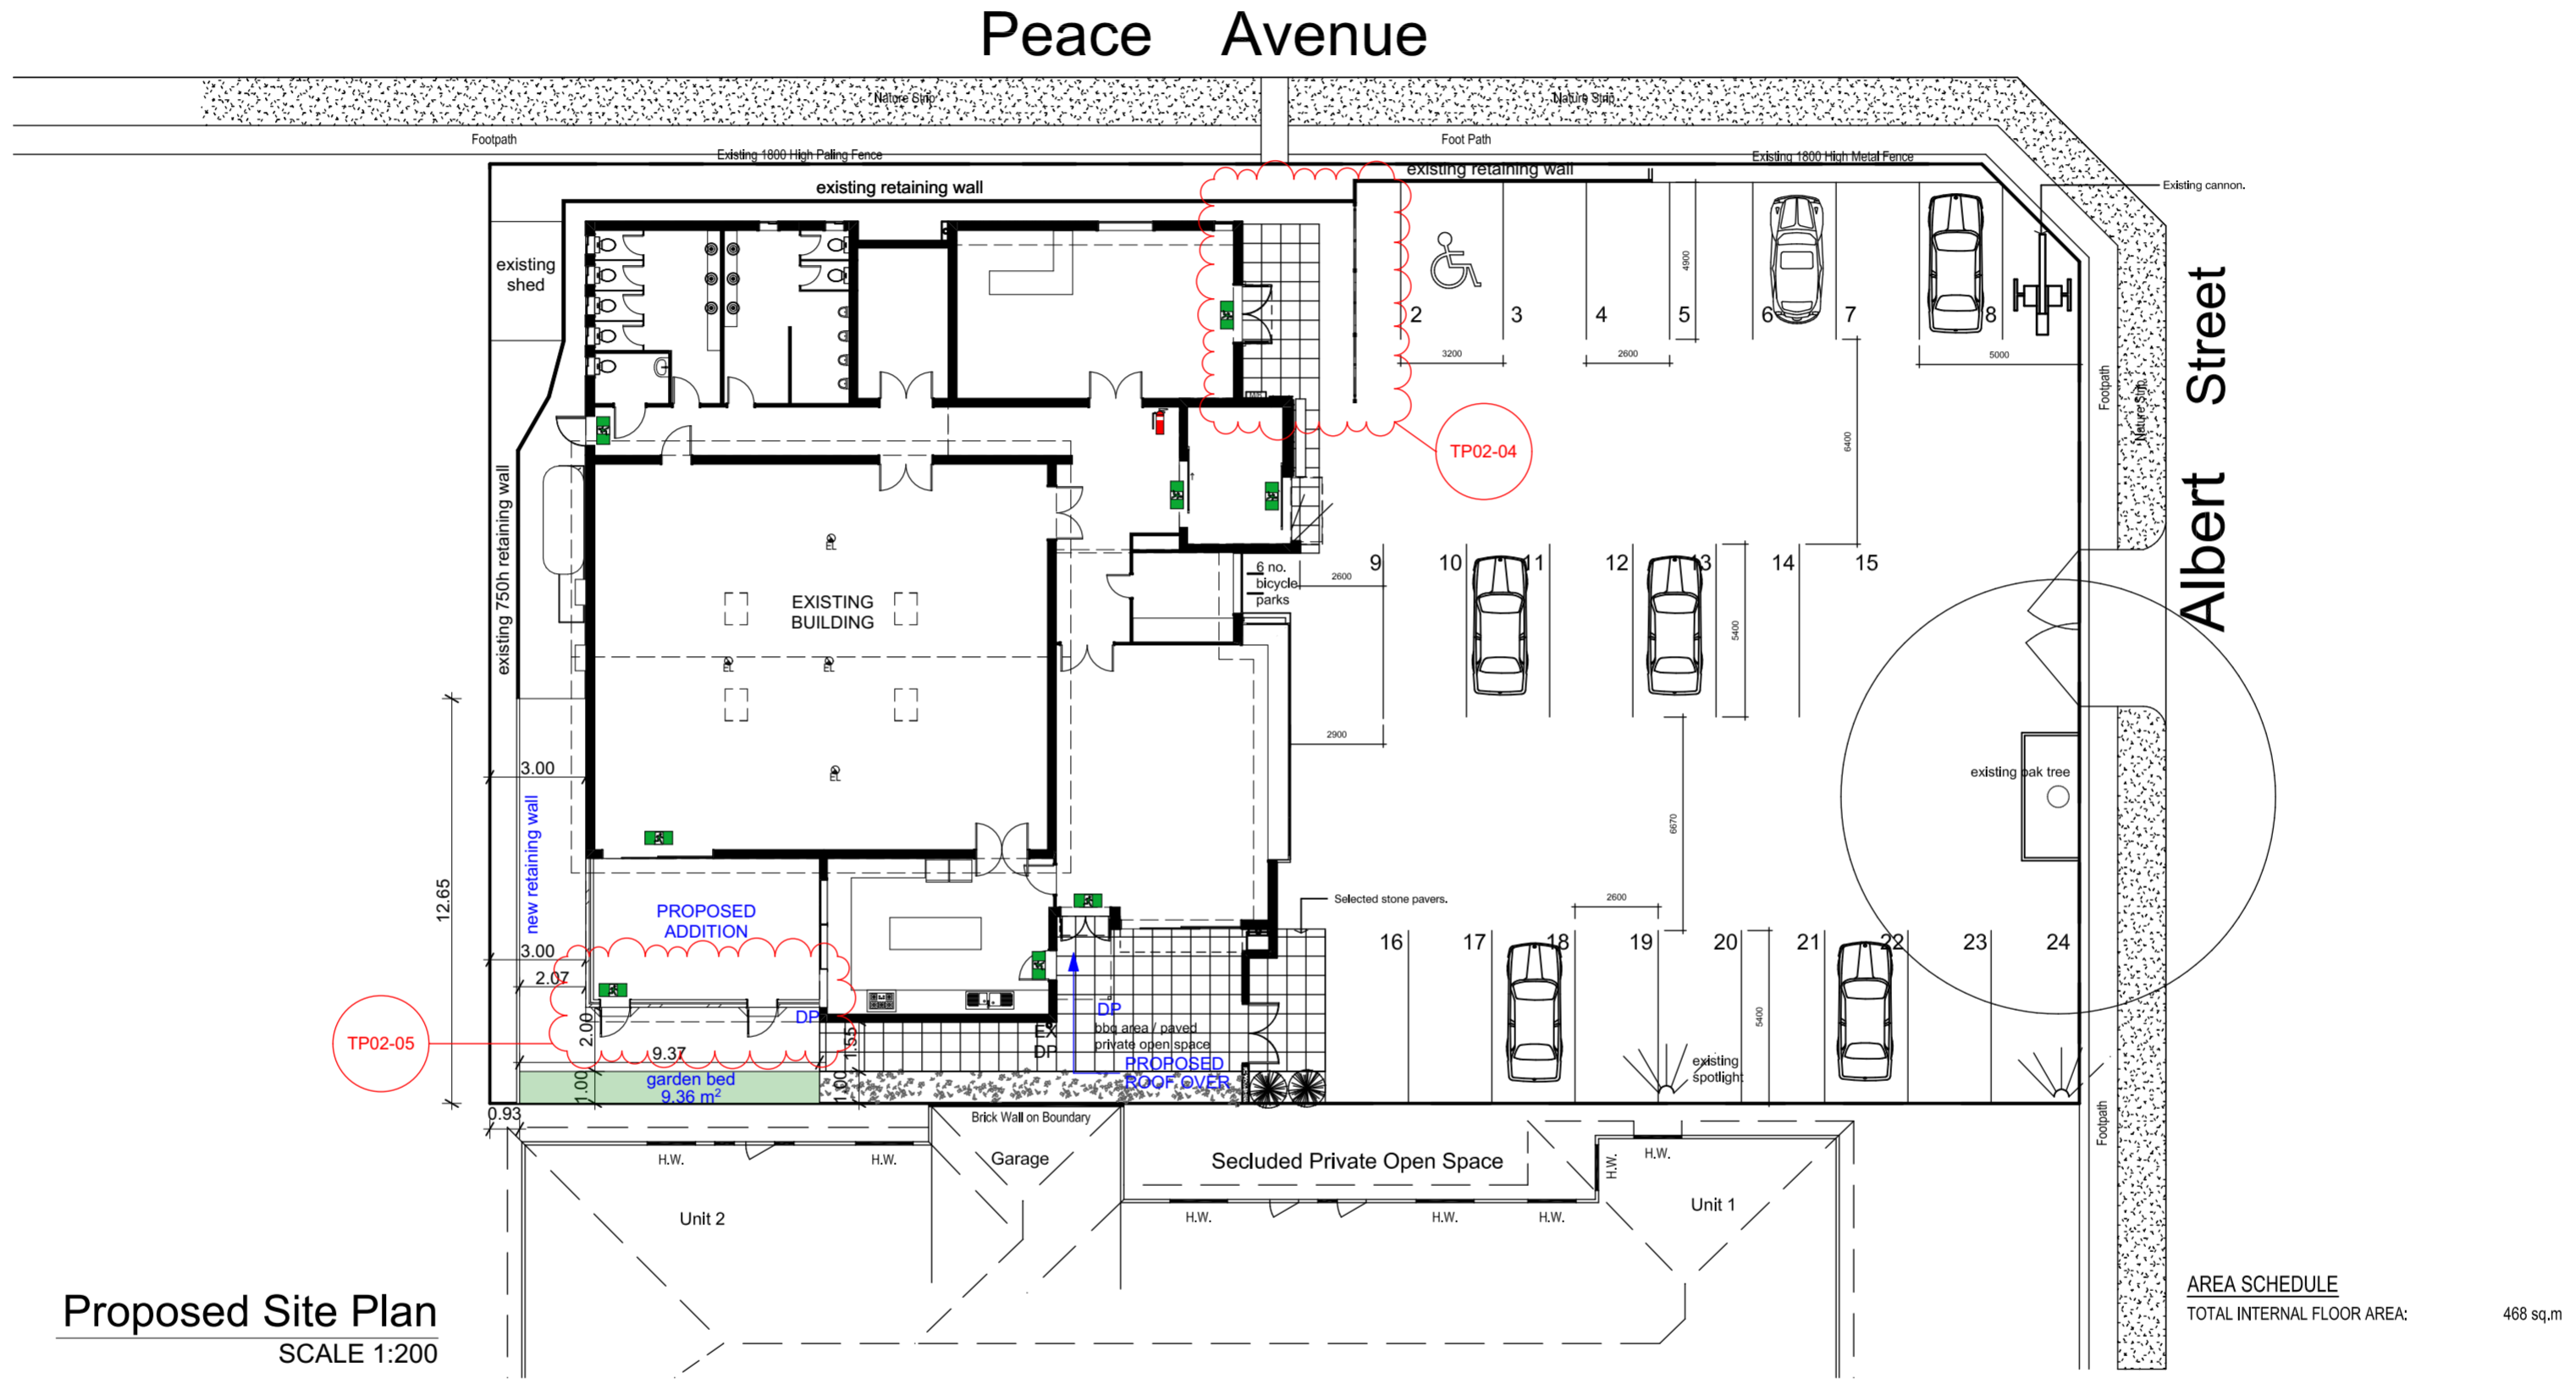 Peace Avenue
Nature Strip
Nature Strip
Footpath
Foot Path
Existing 1800 High Paling Fence
Existing 1800 High Metal Fence
existing retaining wall
existing retaining wall
Existing cannon.
existing
shed
Albert Street
4900
2
3
4
5
6
7
8
3200
2600
5000
Footpath
Nature Strip
6400
TP02-04
existing 750h retaining wall
EL
9
10
11
12
13
14
15
6 no.
bicycle
parks
2600
EXISTING
BUILDING
5400
EL
EL
2900
3.00
EL
existing oak tree
new retaining wall
6670
12.65
PROPOSED
ADDITION
Selected stone pavers.
2600
3.00
2.07
16
17
18
19
20
21
22
23
24
DP
DP
2.00
1.55
EX
DP
bbq area / paved
private open space
5400
TP02-05
9.37
PROPOSED
ROOF OVER
existing
spotlight
garden bed
9.36 m²
1.00
1.00
0.93
Brick Wall on Boundary
Footpath
H.W.
H.W.
Garage
Secluded Private Open Space
H.W.
H.W.
Unit 2
H.W.
H.W.
H.W.
Unit 1
Proposed Site Plan
SCALE 1:200
AREA SCHEDULE
TOTAL INTERNAL FLOOR AREA: 468 sq.m